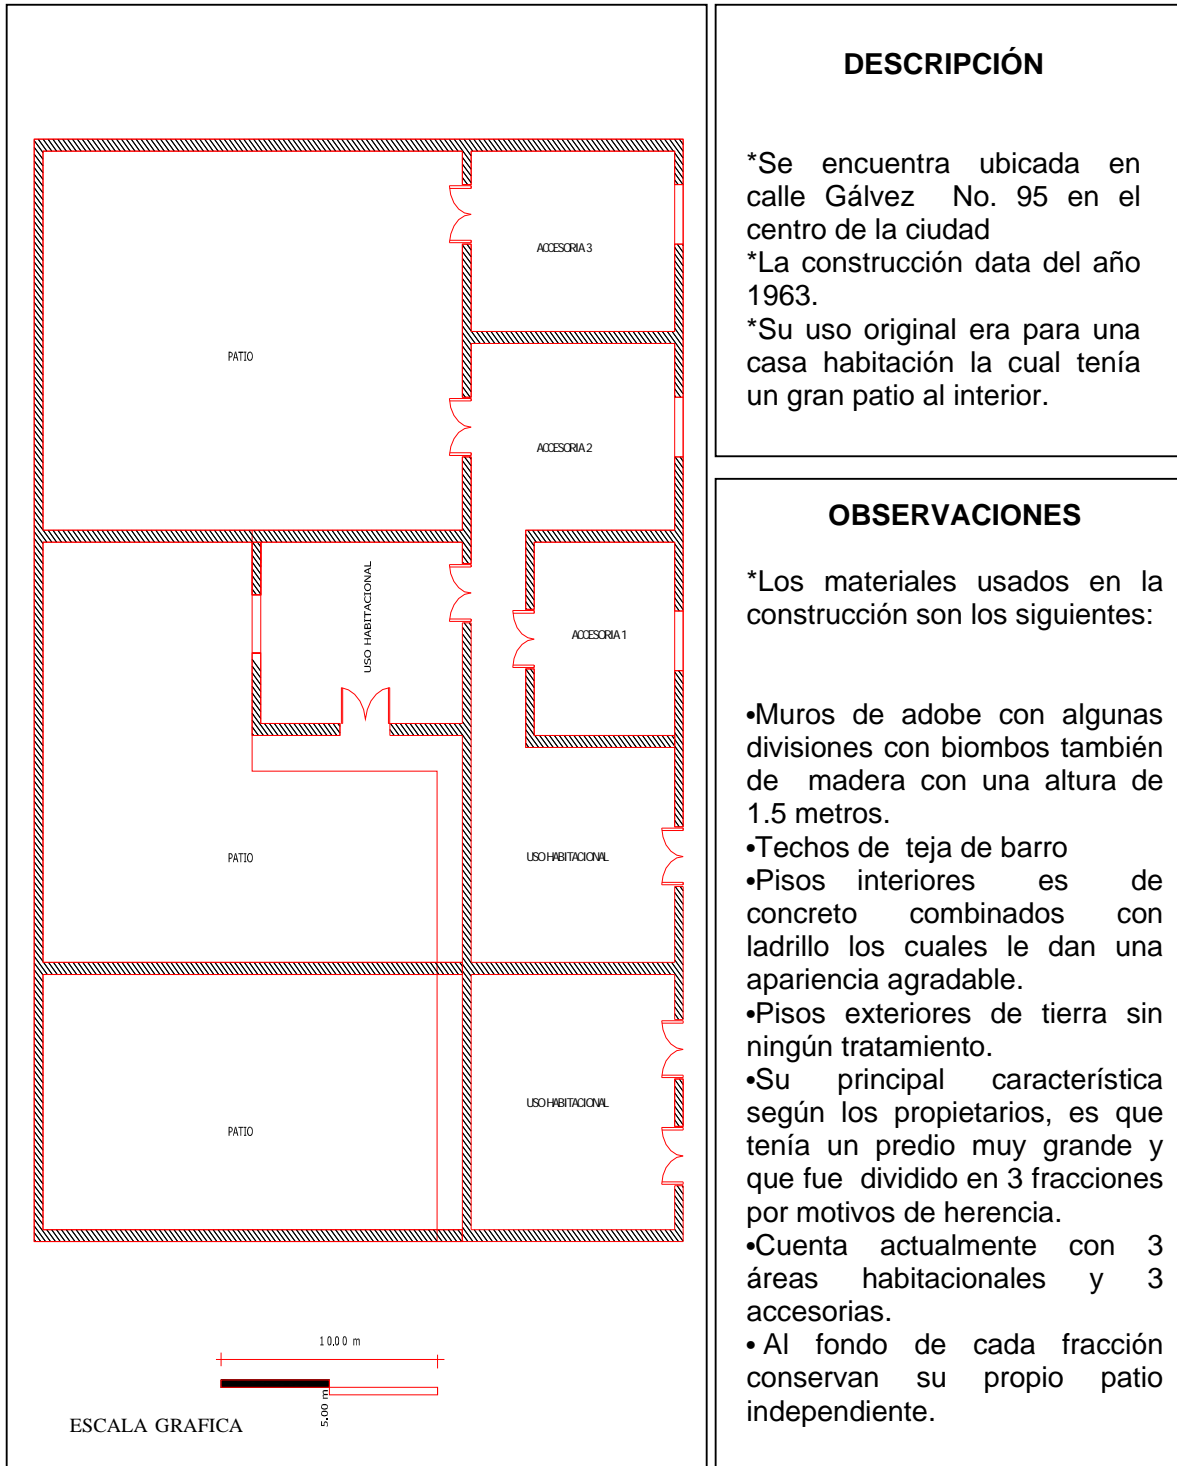 ACCESORIA 3
PATIO
ACCESORIA 2
USO HABITACIONAL
ACCESORIA 1
PATIO
USO HABITACIONAL
USO HABITACIONAL
PATIO
10.00 m
5.00 m
ESCALA GRAFICA
DESCRIPCIÓN
*Se encuentra ubicada en
calle Gálvez No. 95 en el
centro de la ciudad
*La construcción data del año
1963.
*Su uso original era para una
casa habitación la cual tenía
un gran patio al interior.
OBSERVACIONES
*Los materiales usados en la
construcción son los siguientes:
•Muros de adobe con algunas
divisiones con biombos también
de madera con una altura de
1.5 metros.
•Techos de teja de barro
•Pisos interiores es de
concreto combinados con
ladrillo los cuales le dan una
apariencia agradable.
•Pisos exteriores de tierra sin
ningún tratamiento.
•Su principal característica
según los propietarios, es que
tenía un predio muy grande y
que fue dividido en 3 fracciones
por motivos de herencia.
•Cuenta actualmente con 3
áreas habitacionales y 3
accesorias.
• Al fondo de cada fracción
conservan su propio patio
independiente.